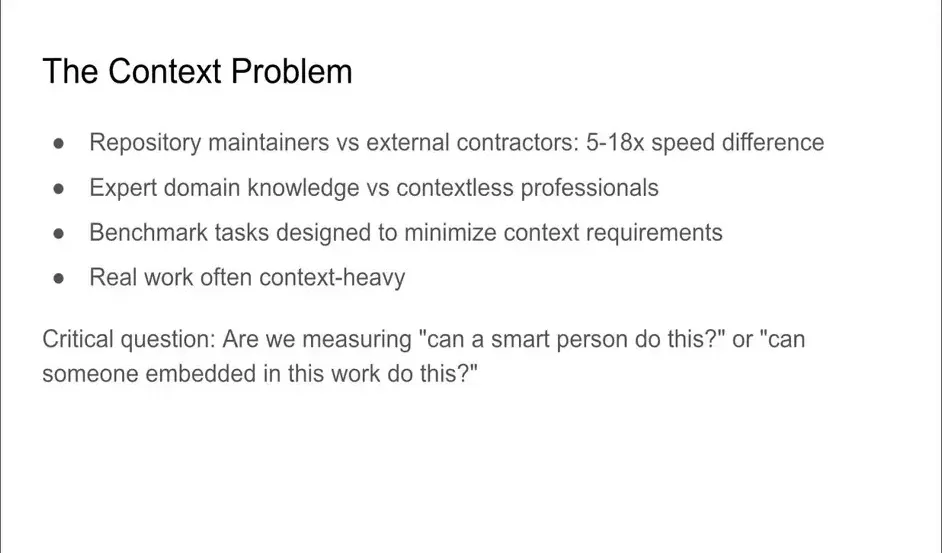 The Context Problem
● Repository maintainers vs external contractors: 5-18x speed difference
● Expert domain knowledge vs contextless professionals
● Benchmark tasks designed to minimize context requirements
● Real work often context-heavy
Critical question: Are we measuring "can a smart person do this?" or "can
someone embedded in this work do this?"